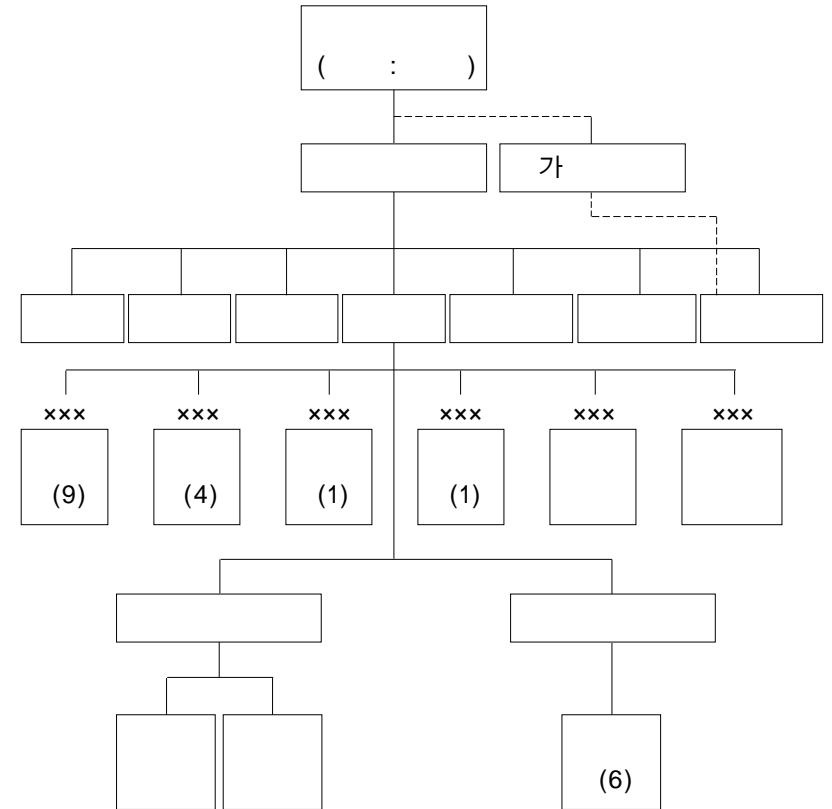 ( : )
가
××× ××× ××× ××× ××× ×××
(9) (4) (1) (1)
(6)